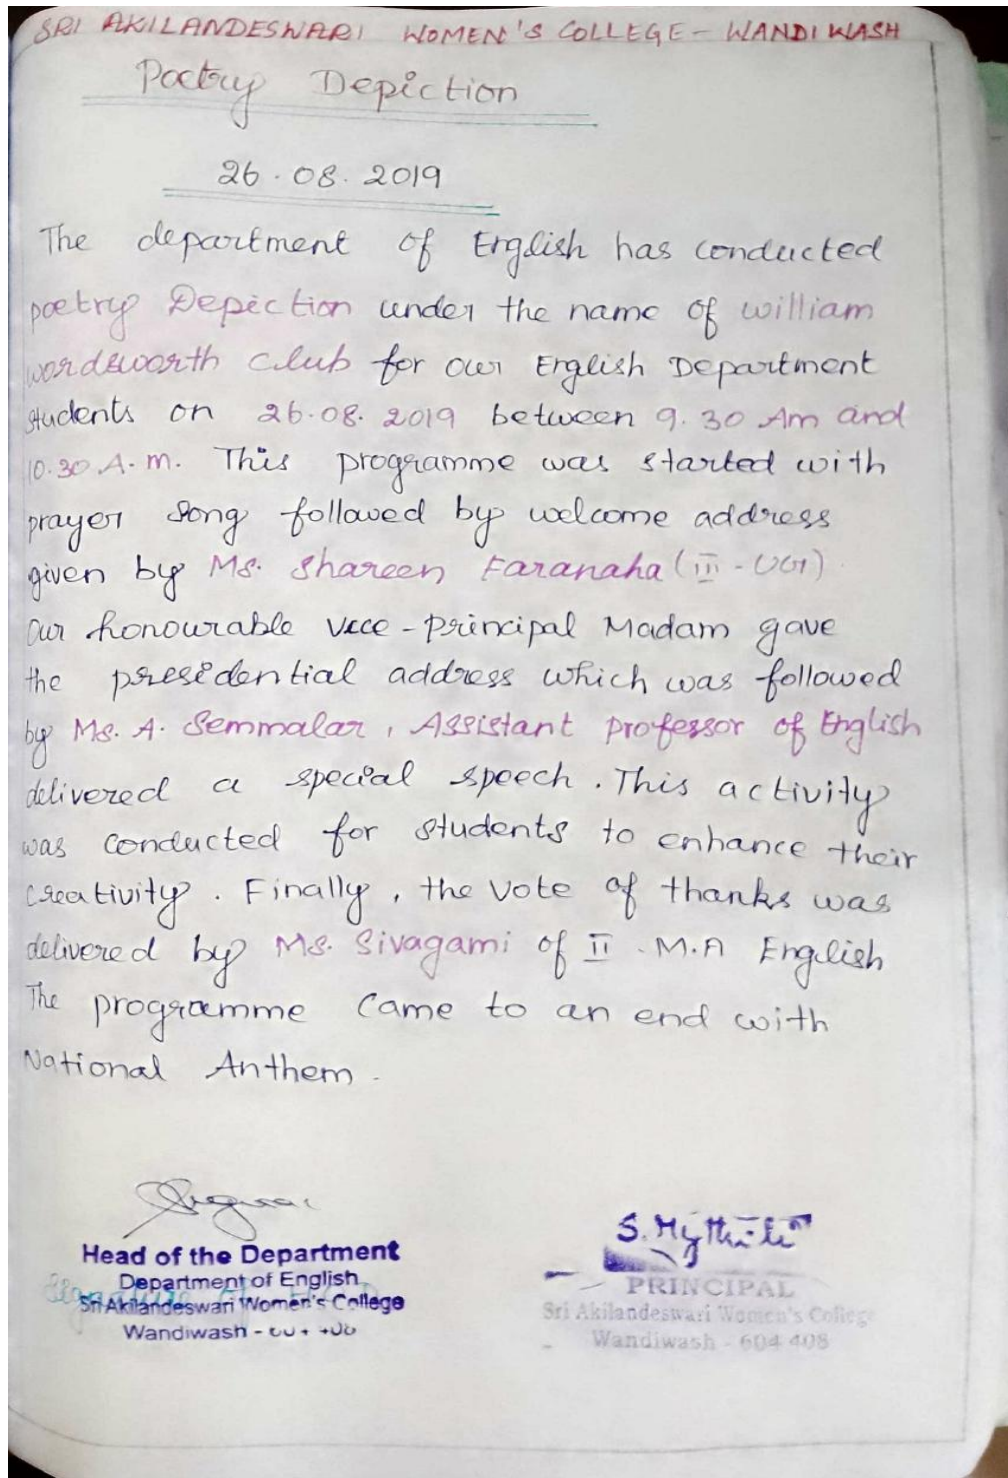 SRI AKILANDESWARI WOMEN'S COLLEGE - WANDIWASH
Poetry Depiction
26.08.2019
The department of English has conducted
poetry Depiction under the name of william
wordsworth club for our English Department
students on 26.08.2019 between 9.30 Am and
10.30 A.m. This programme was started with
prayer song followed by welcome address
given by Ms. Shareen Faranaha (III - UG)
Our honourable Vice - Principal Madam gave
the presidential address which was followed
by Ms. A. Semmalar, Assistant professor of English
delivered a special speech. This activity
was conducted for students to enhance their
creativity. Finally, the vote of thanks was
delivered by Ms. Sivagami of II. M.A English
The programme came to an end with
National Anthem.
Head of the Department
Department of English
Signature of
Sri Akilandeswari Women's College
Wandiwash -
S. Mythili
PRINCIPAL
Sri Akilandeswari Women's College
Wandiwash - 604 408